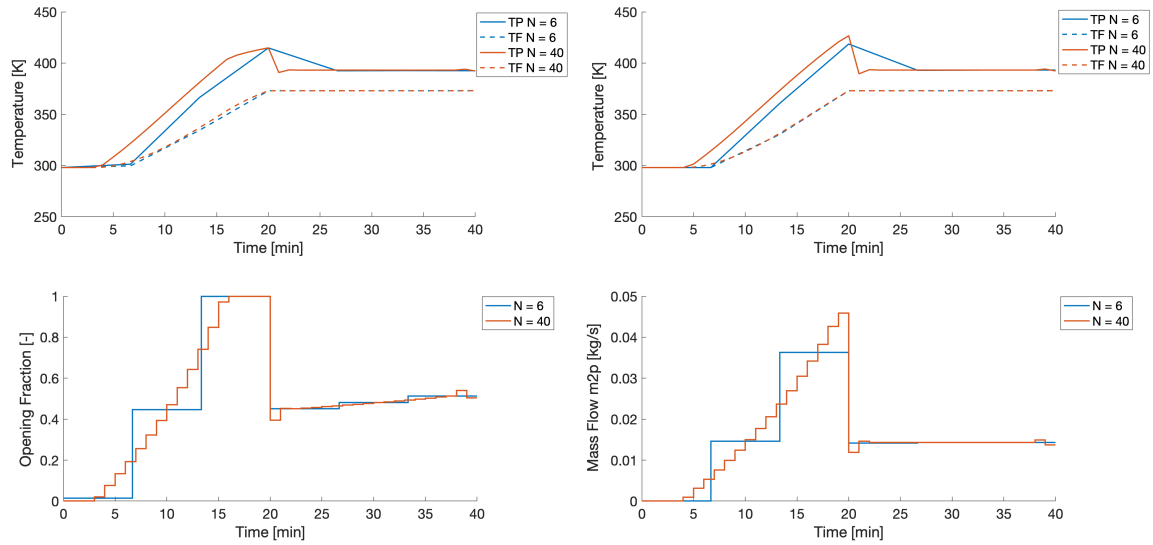 450
400
350
300
250
Temperature [K]
0 5 10 15 20 25 30 35 40
Time [min]
TP N = 6
TF N = 6
TP N = 40
TF N = 40
450
400
350
300
250
Temperature [K]
0 5 10 15 20 25 30 35 40
Time [min]
TP N = 6
TF N = 6
TP N = 40
TF N = 40
1
0.8
0.6
0.4
0.2
0
Opening Fraction [-]
0 5 10 15 20 25 30 35 40
Time [min]
N = 6
N = 40
0.05
0.04
0.03
0.02
0.01
0
Mass Flow m2p [kg/s]
0 5 10 15 20 25 30 35 40
Time [min]
N = 6
N = 40